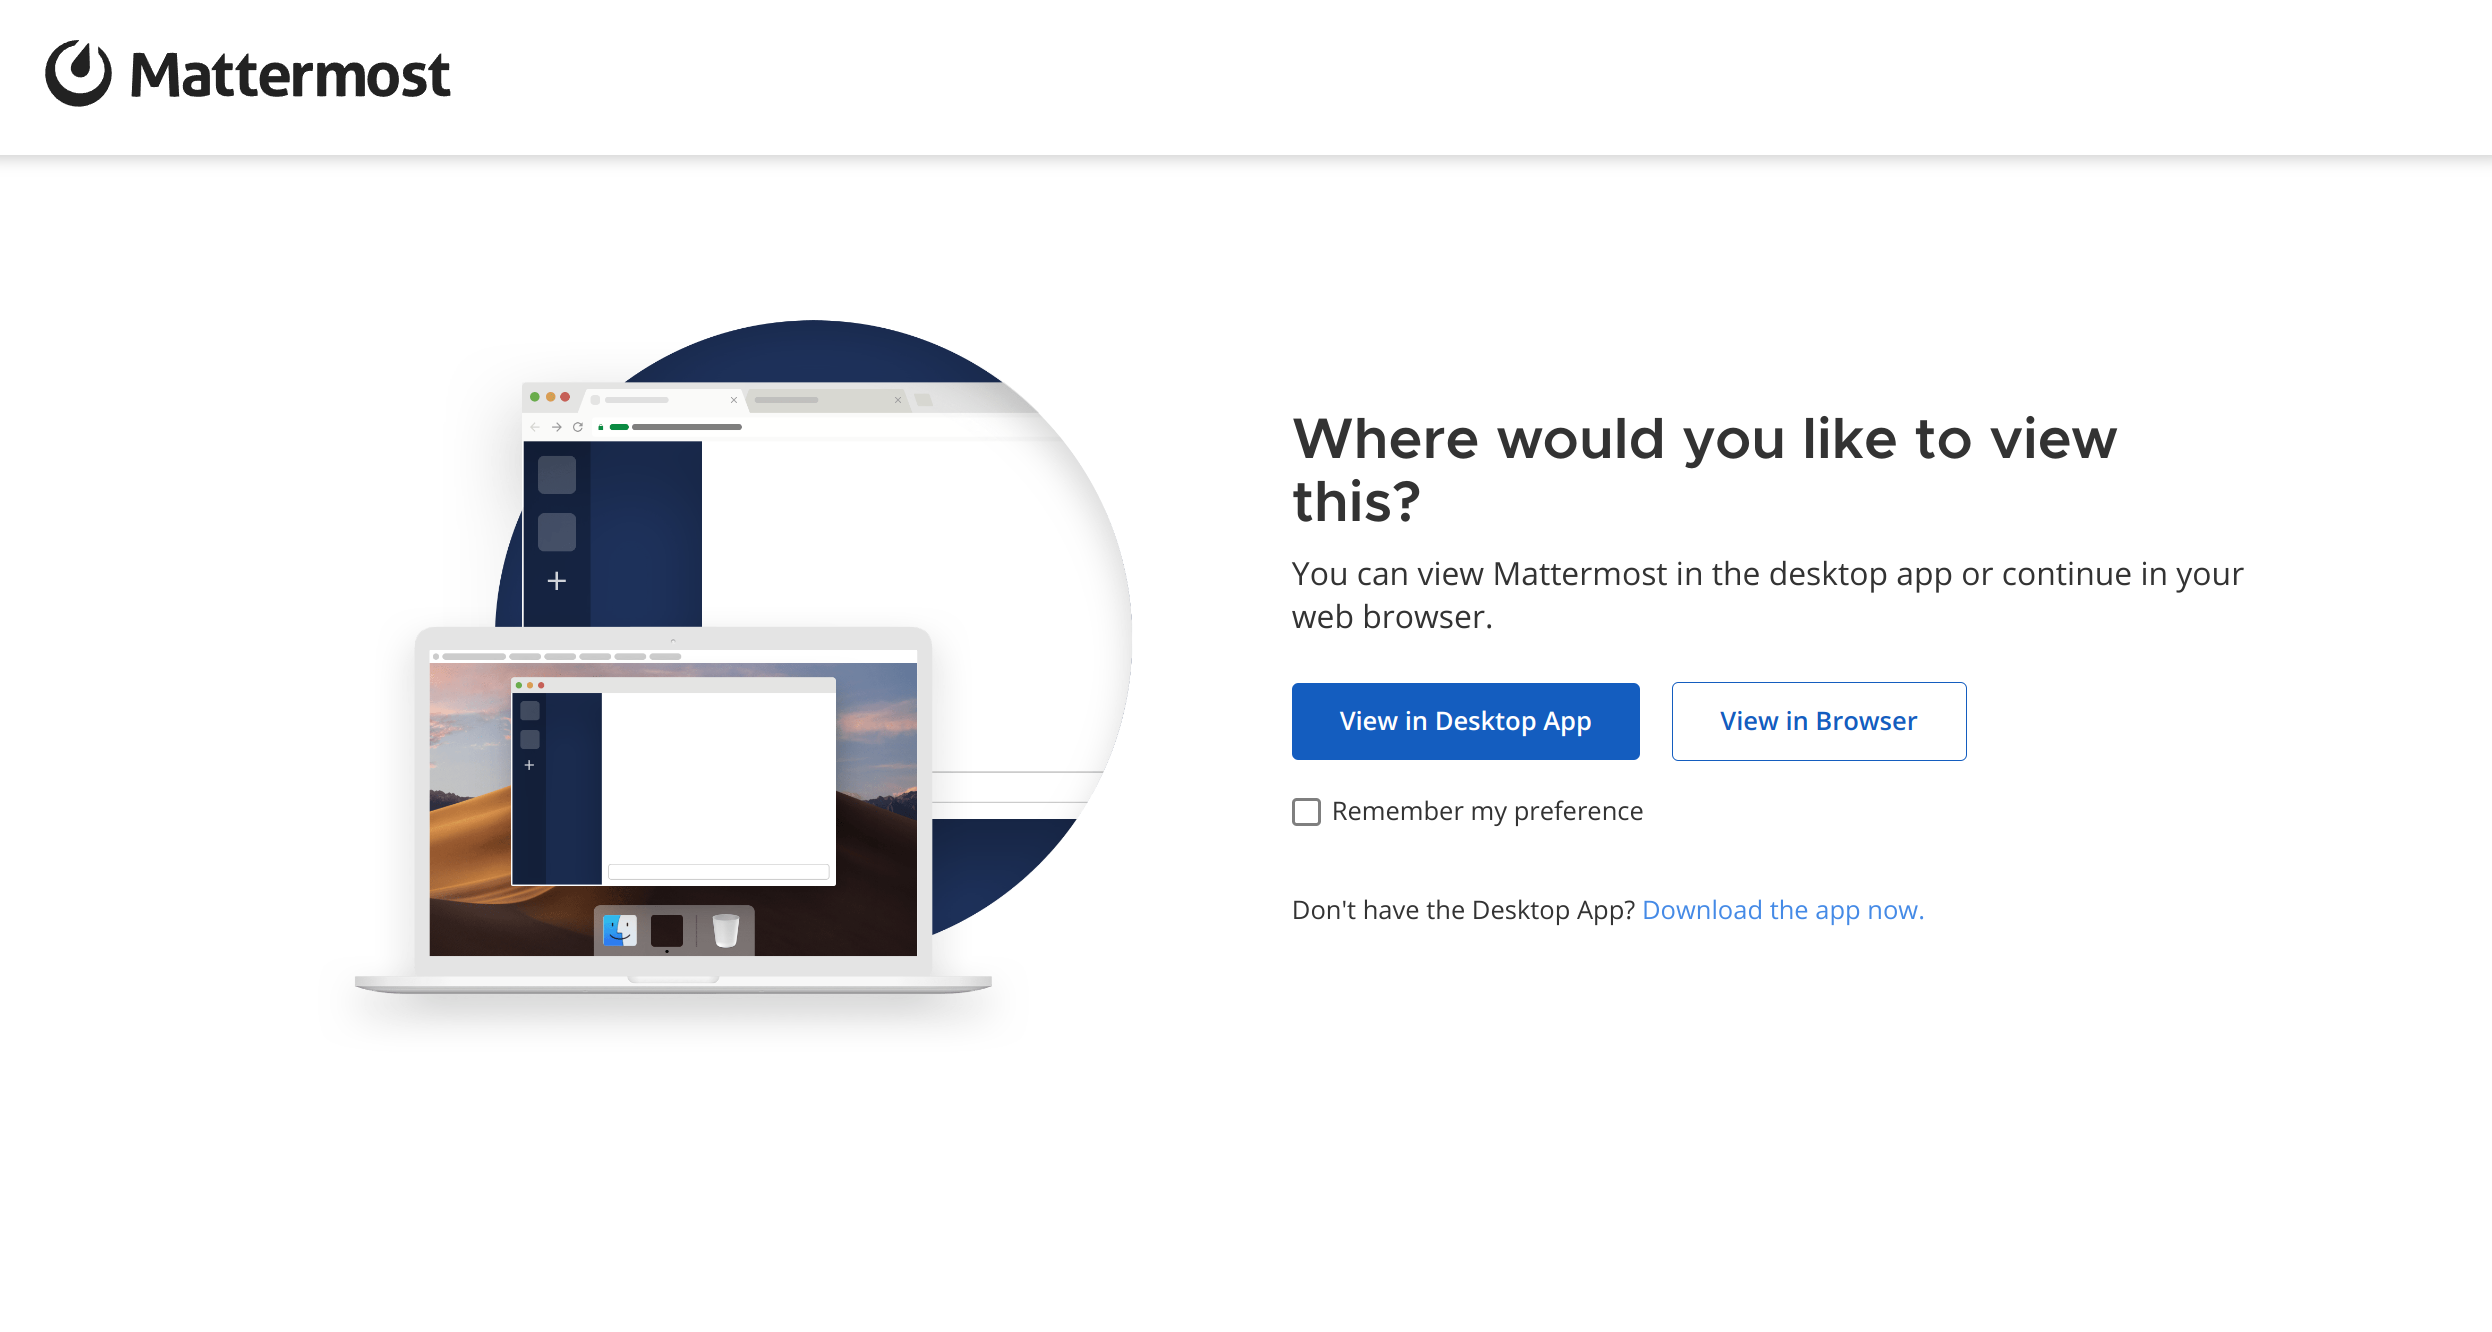 Mattermost
Where would you like to view
this?
You can view Mattermost in the desktop app or continue in your
web browser.
View in Desktop App
View in Browser
Remember my preference
Don't have the Desktop App? Download the app now.